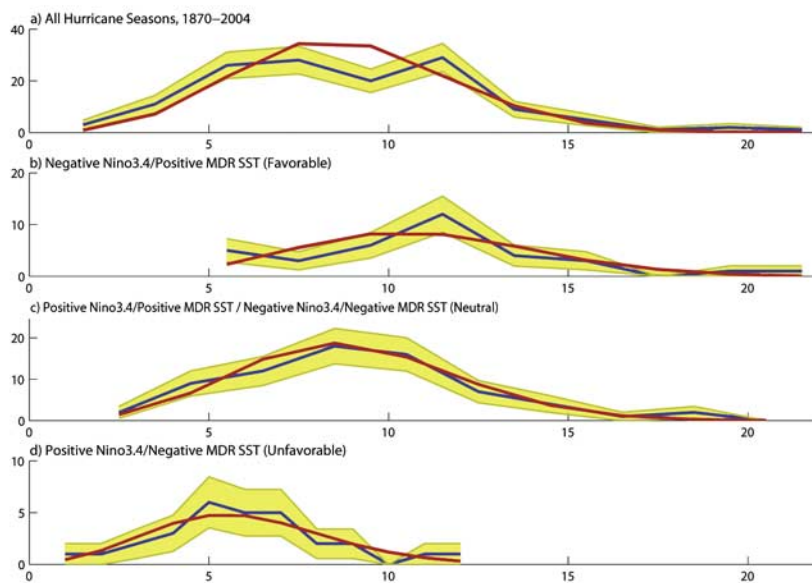 a) All Hurricane Seasons, 1870–2004
40
20
0
0 5 10 15 20
b) Negative Nino3.4/Positive MDR SST (Favorable)
20
10
0
0 5 10 15 20
c) Positive Nino3.4/Positive MDR SST / Negative Nino3.4/Negative MDR SST (Neutral)
20
10
0
0 5 10 15 20
d) Positive Nino3.4/Negative MDR SST (Unfavorable)
10
5
0
0 5 10 15 20